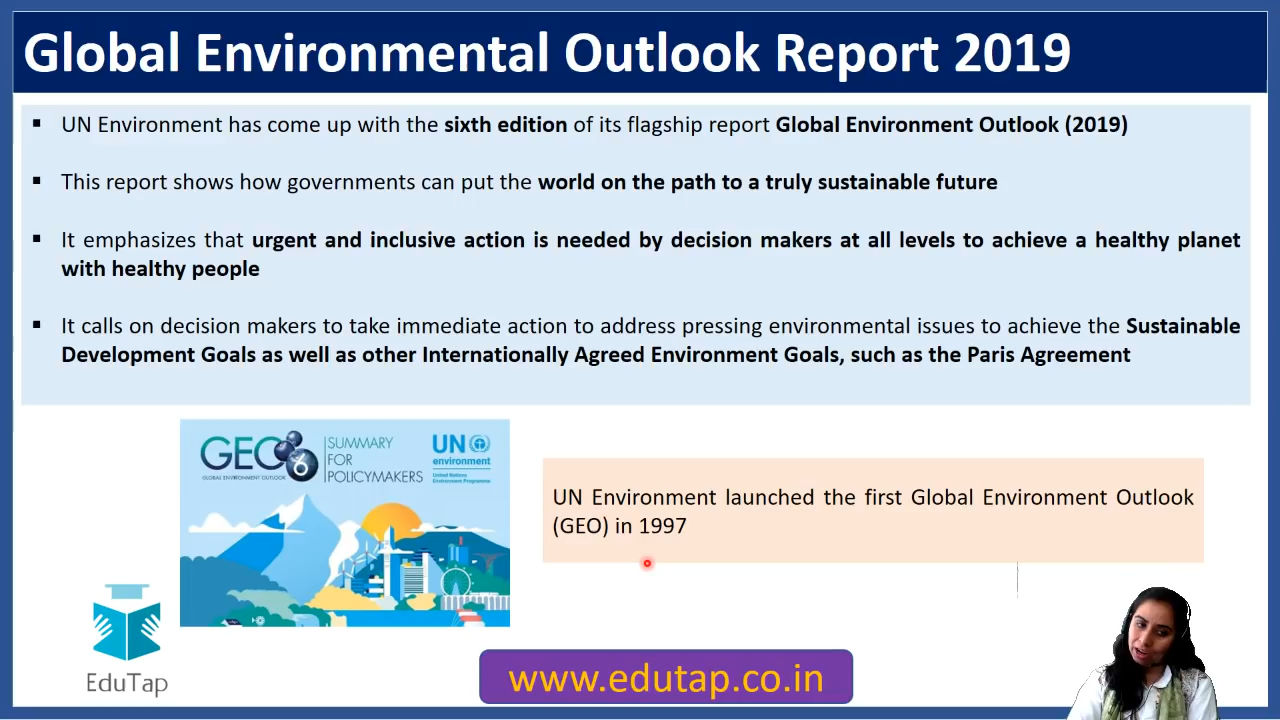 Global Environmental Outlook Report 2019
▪ UN Environment has come up with the sixth edition of its flagship report Global Environment Outlook (2019)
▪ This report shows how governments can put the world on the path to a truly sustainable future
▪ It emphasizes that urgent and inclusive action is needed by decision makers at all levels to achieve a healthy planet
with healthy people
▪ It calls on decision makers to take immediate action to address pressing environmental issues to achieve the Sustainable
Development Goals as well as other Internationally Agreed Environment Goals, such as the Paris Agreement
GEO 6
GLOBAL ENVIRONMENT OUTLOOK
SUMMARY
FOR
POLICYMAKERS
UN
environment
United Nations
Environment Programme
UN Environment launched the first Global Environment Outlook
(GEO) in 1997
EduTap
www.edutap.co.in